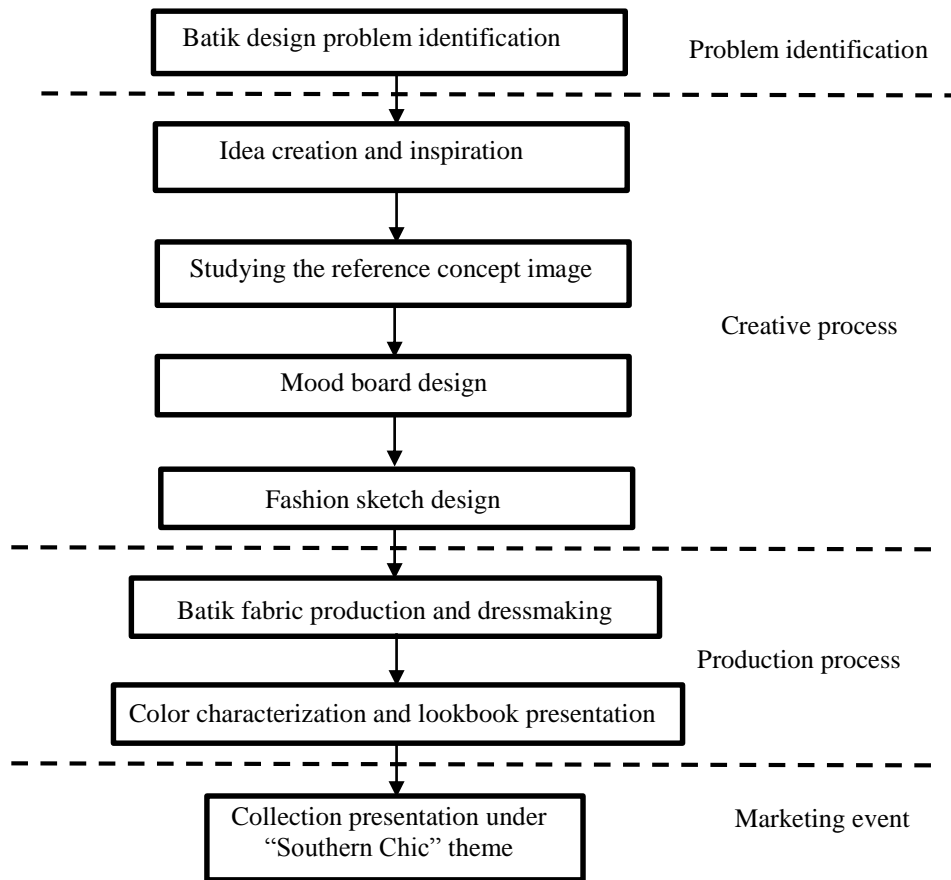 Batik design problem identification
Problem identification
Idea creation and inspiration
Studying the reference concept image
Creative process
Mood board design
Fashion sketch design
Batik fabric production and dressmaking
Production process
Color characterization and lookbook presentation
Collection presentation under
“Southern Chic” theme
Marketing event